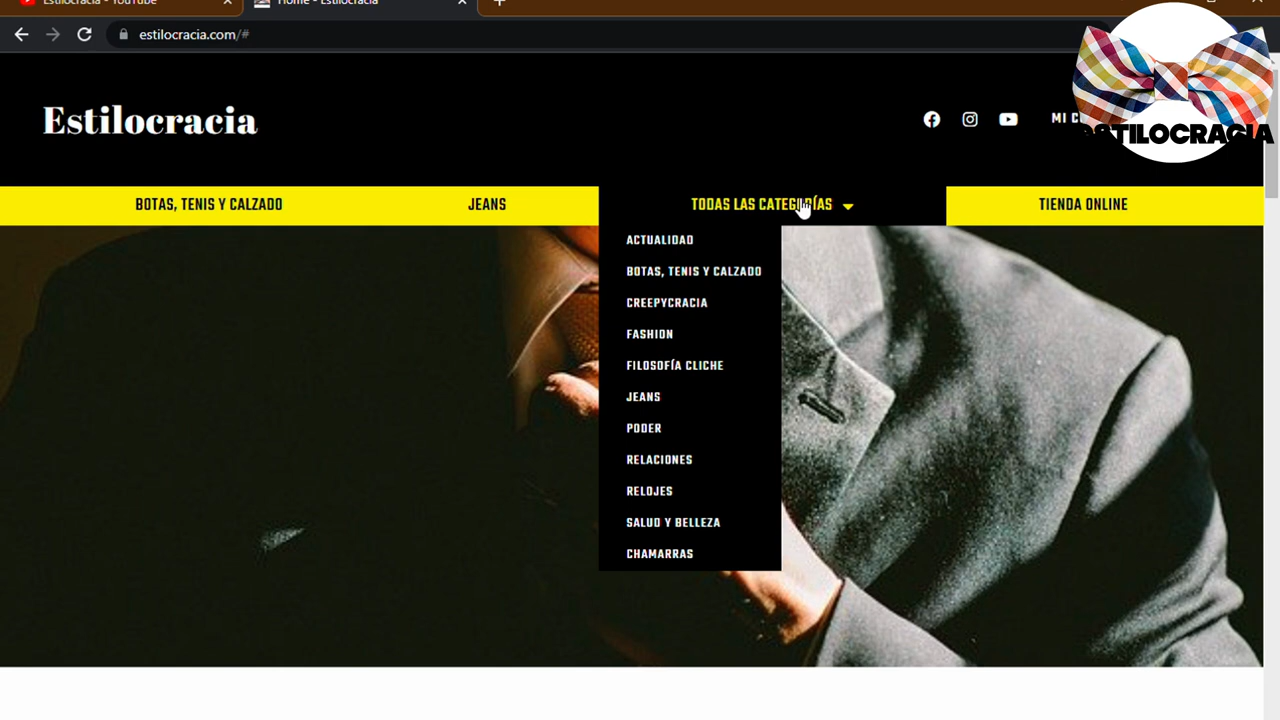 Estilocracia - YouTube
Home - Estilocracia
estilocracia.com/#
Estilocracia
MI C
ESTILOCRACIA
BOTAS, TENIS Y CALZADO
JEANS
TODAS LAS CATEGORÍAS
TIENDA ONLINE
ACTUALIDAD
BOTAS, TENIS Y CALZADO
CREEPYCRACIA
FASHION
FILOSOFÍA CLICHE
JEANS
PODER
RELACIONES
RELOJES
SALUD Y BELLEZA
CHAMARRAS